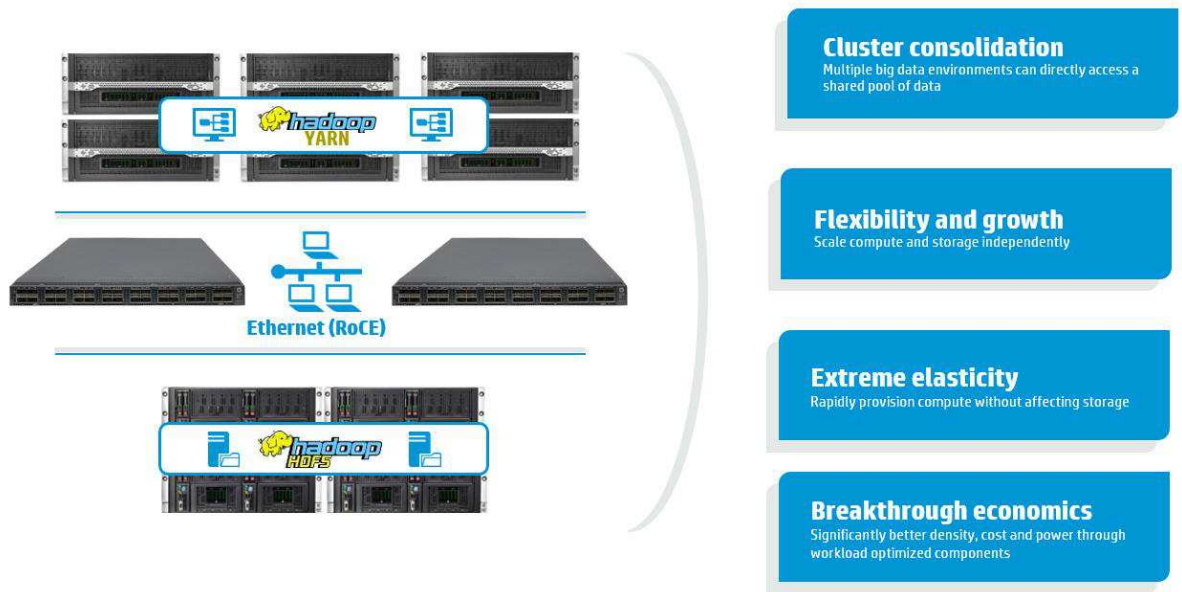 hadoop
YARN
Ethernet (RoCE)
hadoop
HDFS
Cluster consolidation
Multiple big data environments can directly access a
shared pool of data
Flexibility and growth
Scale compute and storage independently
Extreme elasticity
Rapidly provision compute without affecting storage
Breakthrough economics
Significantly better density, cost and power through
workload optimized components